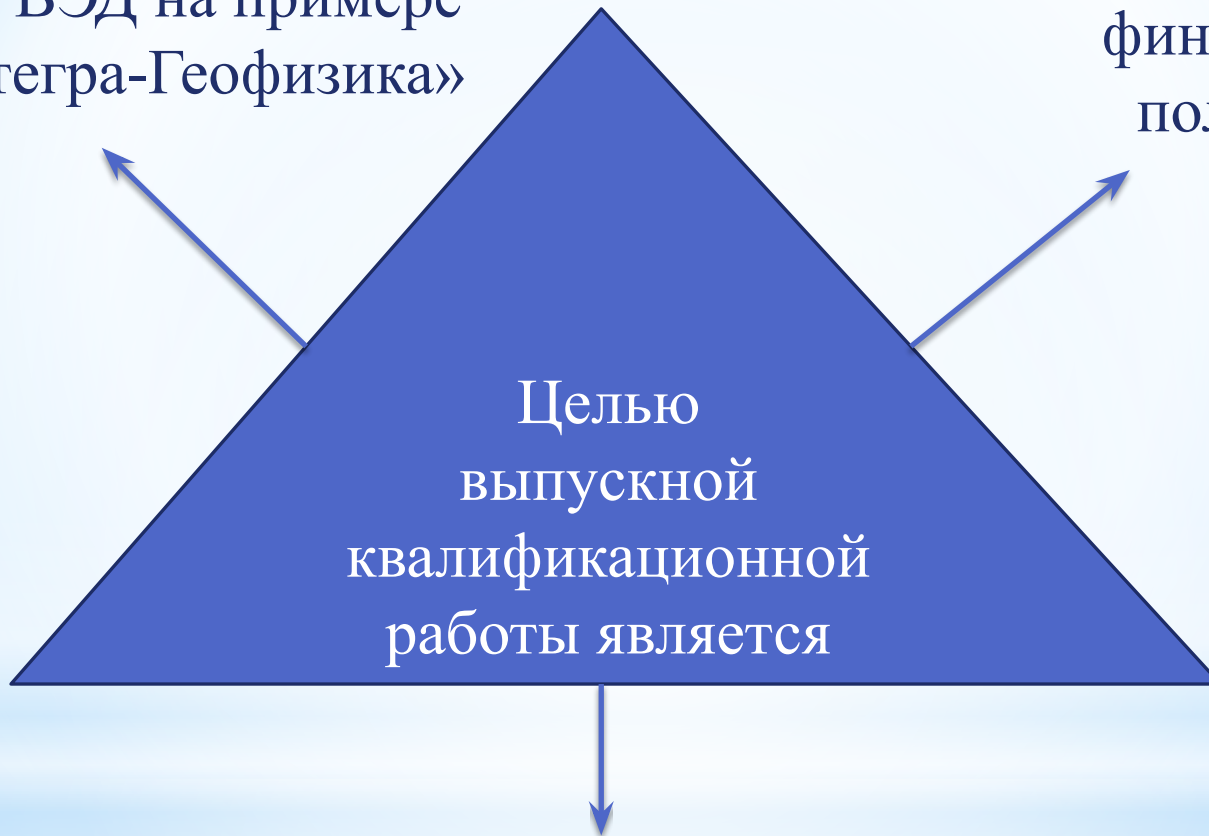 ВЭД на примере
тегра-Геофизика»
фин
пол
Целью
выпускной
квалификационной
работы является